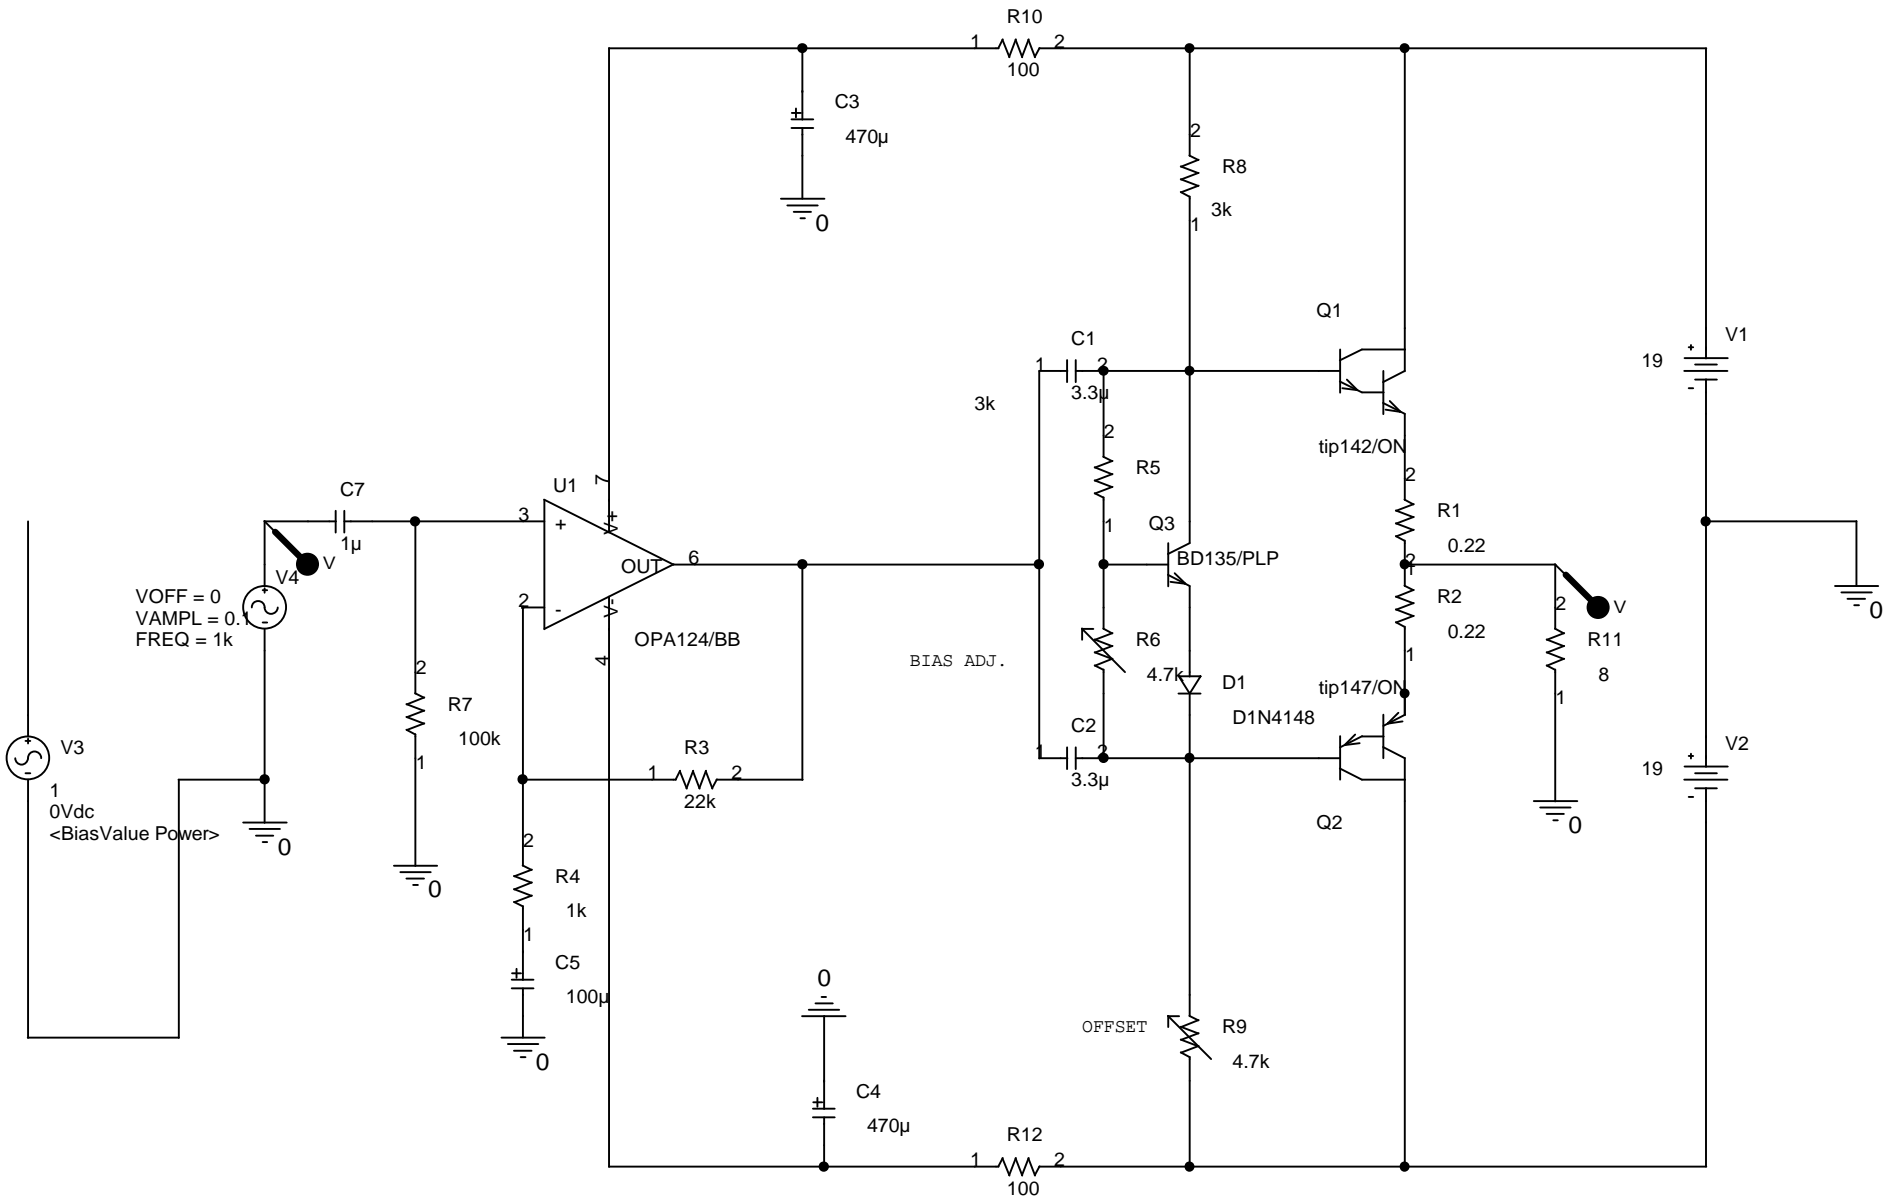 R10
1
2
100
C3
+
470µ
0
2
R8
3k
1
Q1
V1
+
19
-
C1
1
2
3.3µ
3k
2
tip142/ON
R5
2
7
U1
C7
R1
3
+
V+
1
Q3
1µ
0.22
V
V4
OUT
6
BD135/PLP
2
1
VOFF = 0
VAMPL = 0.1
FREQ = 1k
+
-
2
-
V-
R2
0.22
2
V
0
OPA124/BB
R6
4.7k
R11
8
BIAS ADJ.
4
1
2
R7
100k
1
D1
D1N4148
tip147/ON
1
C2
1
2
3.3µ
V3
+
-
1
0Vdc
<BiasValue Power>
R3
1
2
22k
V2
+
19
-
0
Q2
0
0
2
R4
1k
1
C5
+
100µ
0
0
OFFSET
R9
4.7k
C4
+
470µ
R12
1
2
100